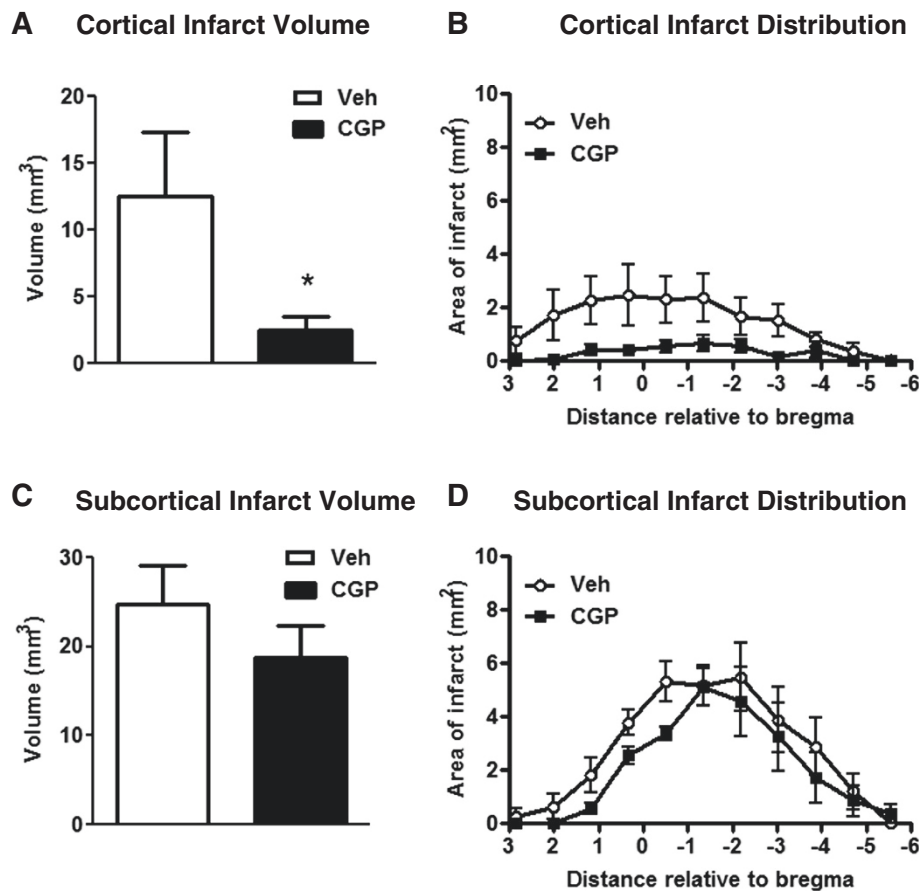 A Cortical Infarct Volume
20
15
10
5
0
Volume (mm³)
Veh
CGP
*
B Cortical Infarct Distribution
10
8
6
4
2
0
Area of infarct (mm²)
Veh
CGP
3 2 1 0 -1 -2 -3 -4 -5 -6
Distance relative to bregma
C Subcortical Infarct Volume
30
20
10
0
Volume (mm³)
Veh
CGP
D Subcortical Infarct Distribution
10
8
6
4
2
0
Area of infarct (mm²)
Veh
CGP
3 2 1 0 -1 -2 -3 -4 -5 -6
Distance relative to bregma